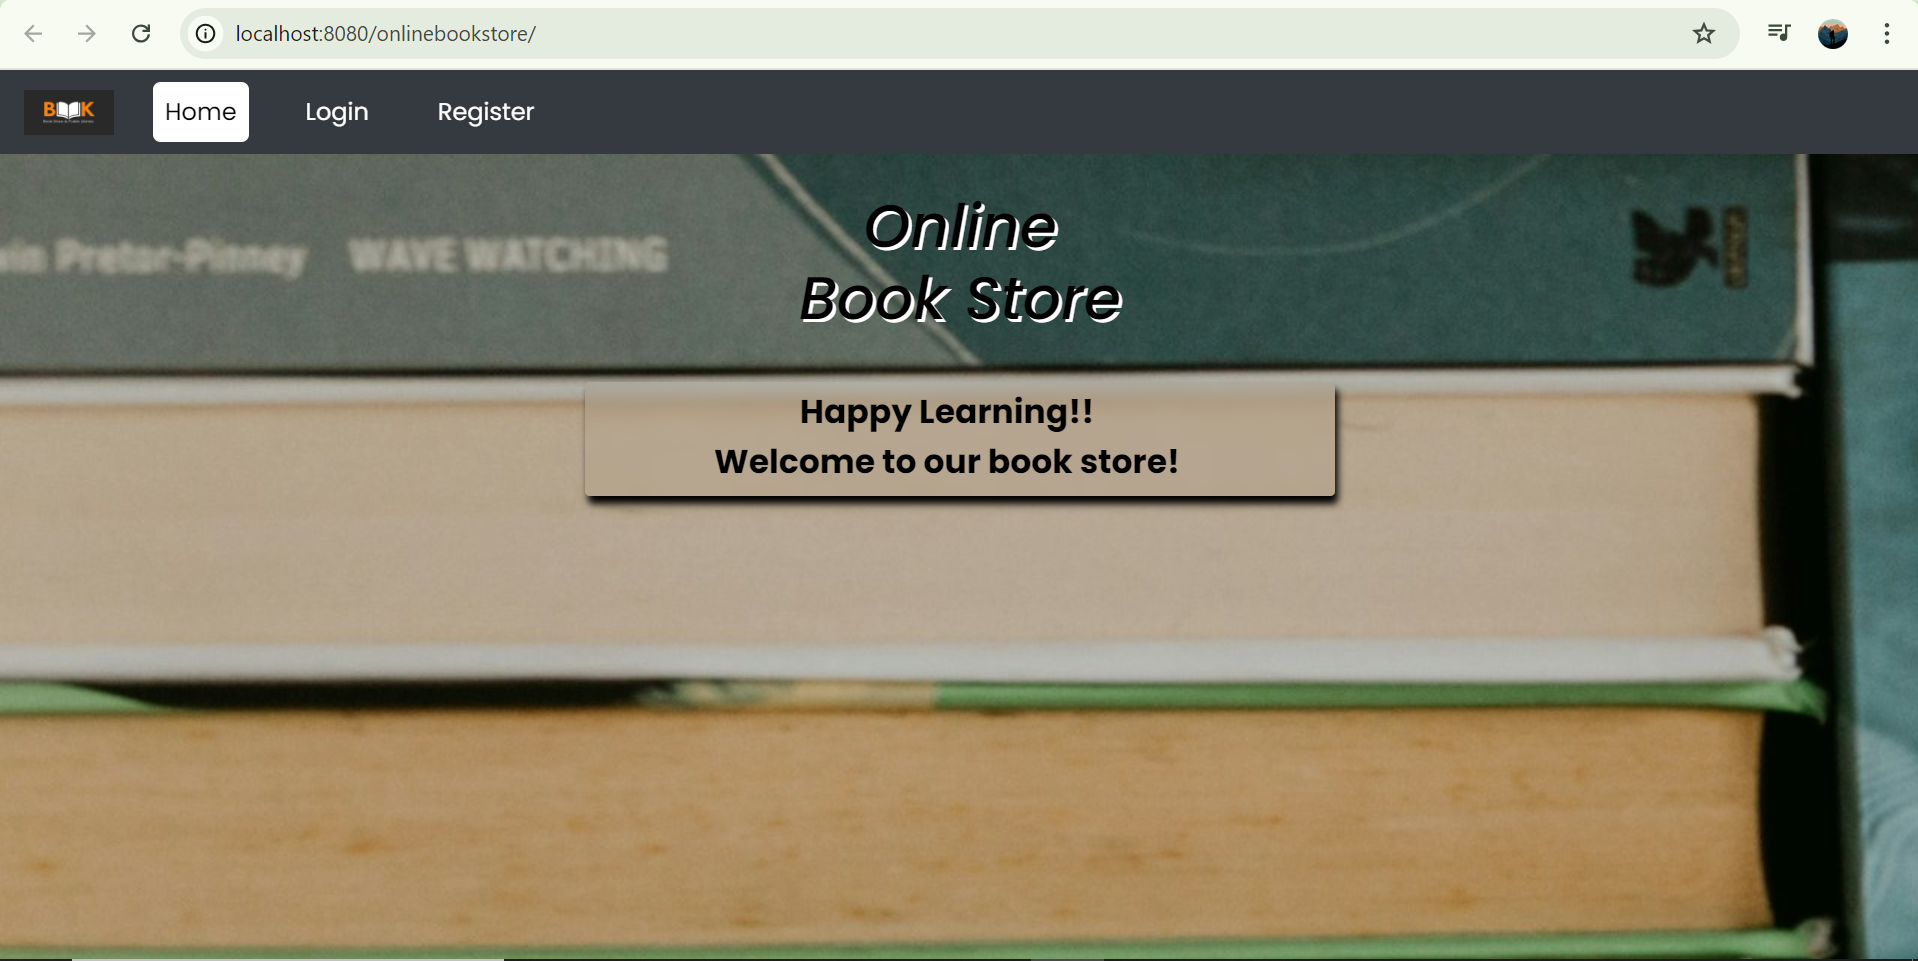 localhost:8080/onlinebookstore/
BOOK
Home
Login
Register
Online
Book Store
Pretor-Pinney WAVE WATCHING
Happy Learning!!
Welcome to our book store!